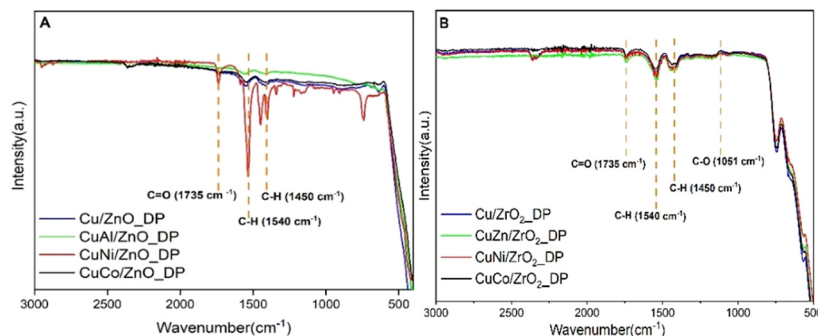 A
Intensity(a.u.)
C=O (1735 cm⁻¹)
C-H (1450 cm⁻¹)
C-H (1540 cm⁻¹)
Cu/ZnO_DP
CuAl/ZnO_DP
CuNi/ZnO_DP
CuCo/ZnO_DP
3000 2500 2000 1500 1000 500
Wavenumber(cm⁻¹)
B
Intensity(a.u.)
C=O (1735 cm⁻¹)
C-O (1051 cm⁻¹)
C-H (1450 cm⁻¹)
C-H (1540 cm⁻¹)
Cu/ZrO₂_DP
CuZn/ZrO₂_DP
CuNi/ZrO₂_DP
CuCo/ZrO₂_DP
3000 2500 2000 1500 1000 500
Wavenumber(cm⁻¹)